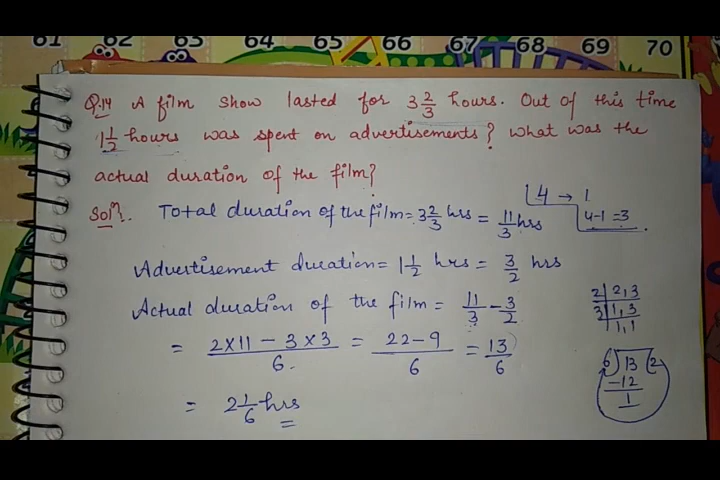 61 63 64 65 66 67 68 69 70
Q.14 A film show lasted for 3 2/3 hours. Out of this time
1 1/2 hours was spent on advertisements? What was the
actual duration of the film?
Solⁿ. Total duration of the film = 3 2/3 hrs = 11/3 hrs
4 → 1
4-1 = 3
Advertisement duration = 1 1/2 hrs = 3/2 hrs
Actual duration of the film = 11/3 - 3/2
= 2×11 - 3×3 / 6 = 22-9 / 6 = 13/6
= 2 1/6 hrs
2 | 2, 3
3 | 1, 3
1, 1
6 ) 13 ( 2
-12
1